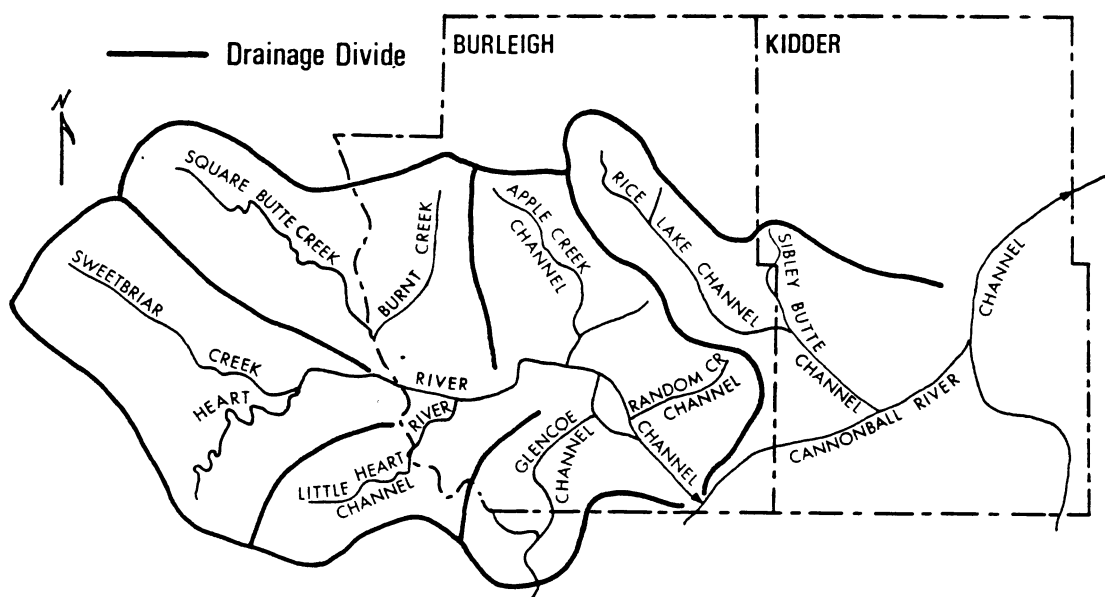 BURLEIGH
KIDDER
Drainage Divide
N
SQUARE BUTTE CREEK
BURNT CREEK
APPLE CREEK
CHANNEL
RICE LAKE CHANNEL
SIBLEY BUTTE
CHANNEL
CHANNEL
SWEETBRIAR
CREEK
HEART
RIVER
RIVER
LITTLE HEART
CHANNEL
GLENCOE
CHANNEL
RANDOM CR
CHANNEL
CHANNEL
CANNONBALL RIVER